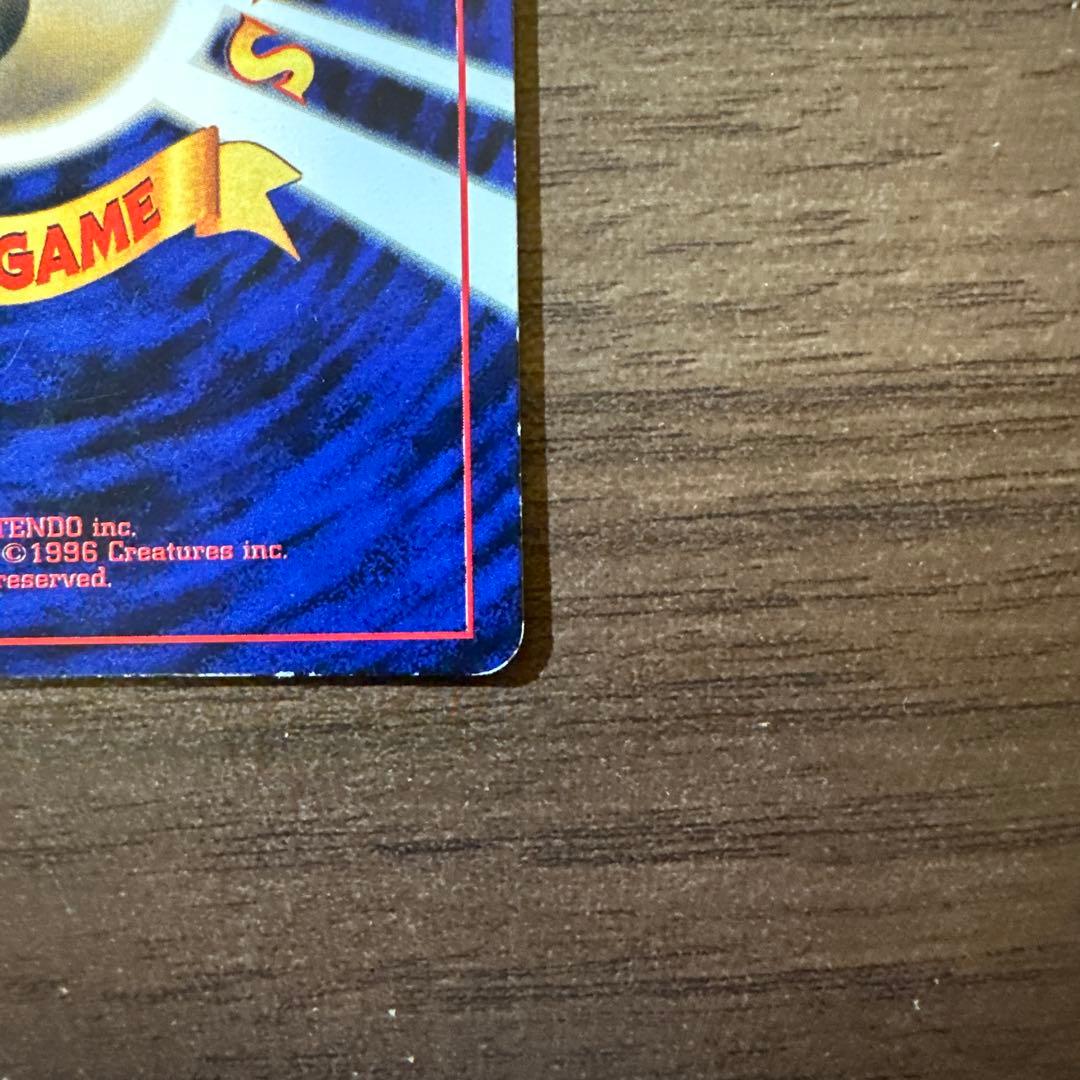 S
GAME
TENDO inc.
©1996 Creatures inc.
reserved.